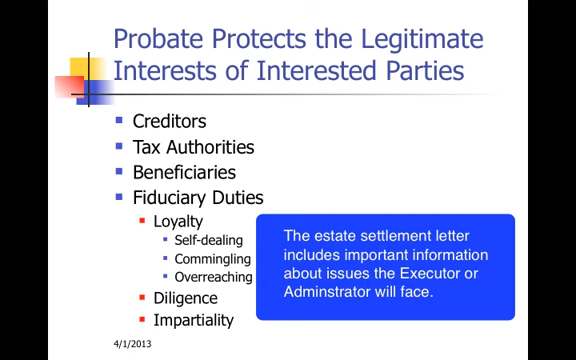 Probate Protects the Legitimate
Interests of Interested Parties
Creditors
Tax Authorities
Beneficiaries
Fiduciary Duties
Loyalty
Self-dealing
Commingling
Overreaching
Diligence
Impartiality
The estate settlement letter
includes important information
about issues the Executor or
Adminstrator will face.
4/1/2013